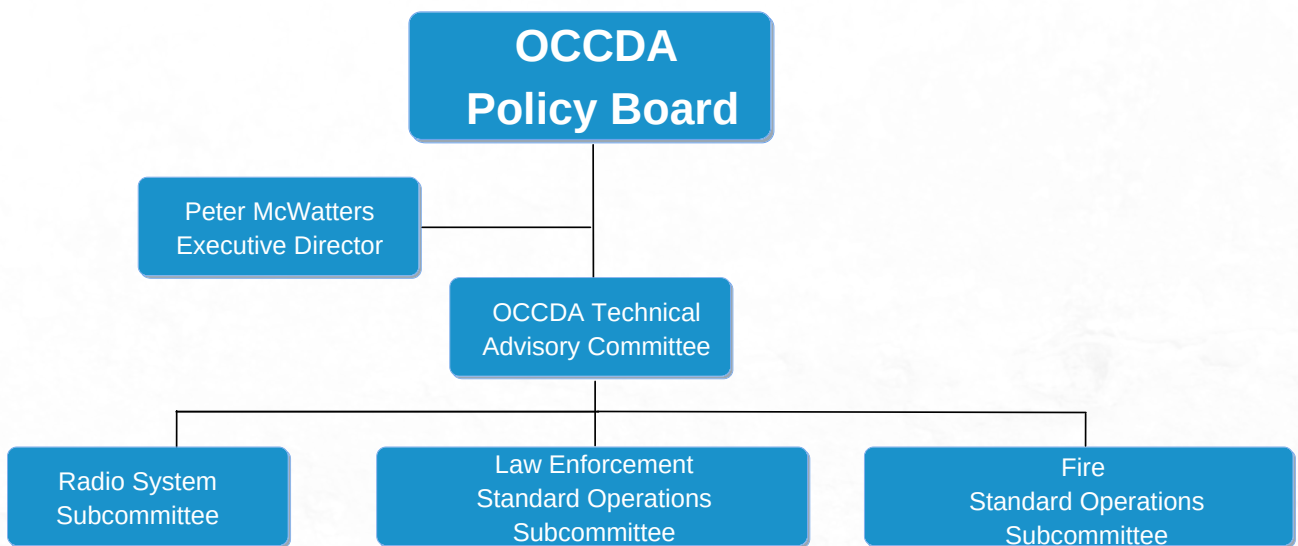 OCCDA
Policy Board
Peter McWatters
Executive Director
OCCDA Technical
Advisory Committee
Radio System
Subcommittee
Law Enforcement
Standard Operations
Subcommittee
Fire
Standard Operations
Subcommittee